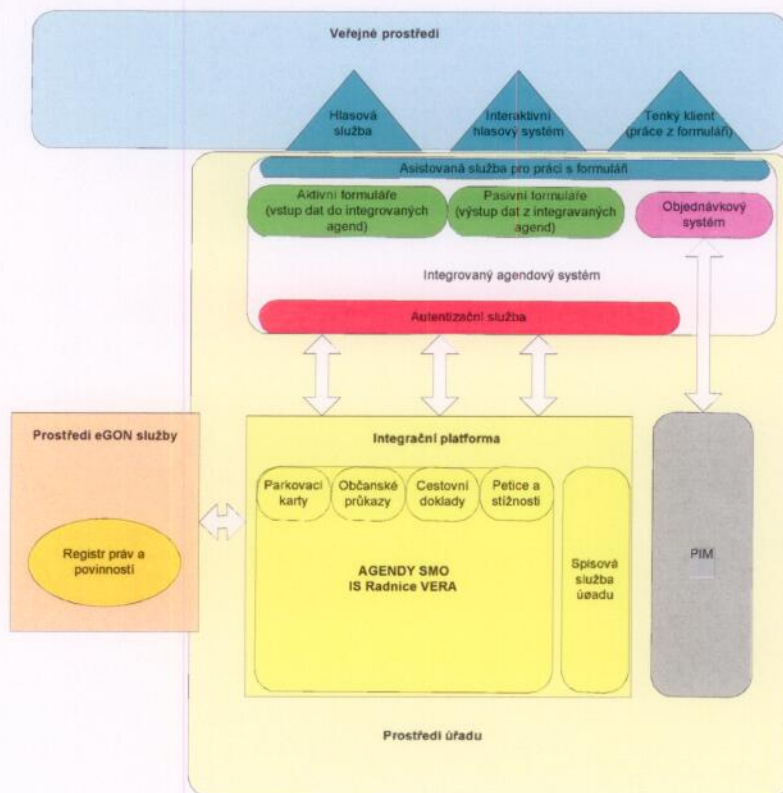 Veřejné prostředí
Hlasová
služba
Interaktivní
hlasový systém
Tenký klient
(práce z formuláři)
Asistovaná služba pro práci s formuláři
Aktivní formuláře
(vstup dat do integrovaných
agend)
Pasivní formuláře
(výstup dat z integravaných
agend)
Objednávkový
systém
Integrovaný agendový systém
Autentizační služba
Prostředí eGON služby
Registr práv a
povinností
Integrační platforma
Parkovací
karty
Občanské
průkazy
Cestovní
doklady
Petice a
stížnosti
AGENDY SMO
IS Radnice VERA
Spisová
služba
úøadu
PIM
Prostředí úřadu